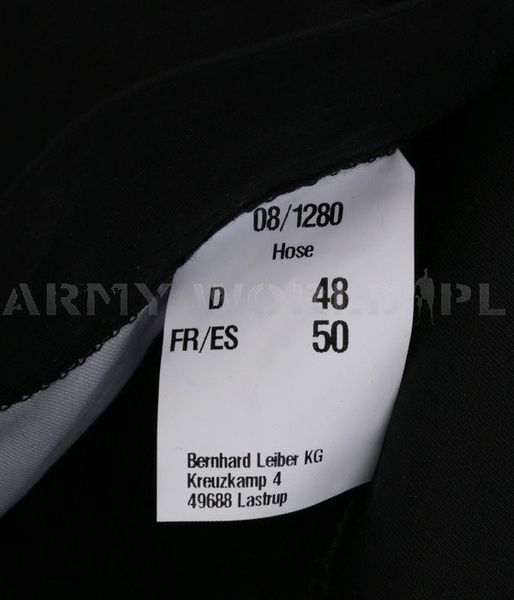 08/1280
Hose
D 48
FR/ES 50
ARMY WORLD PL
Bernhard Leiber KG
Kreuzkamp 4
49688 Lastrup